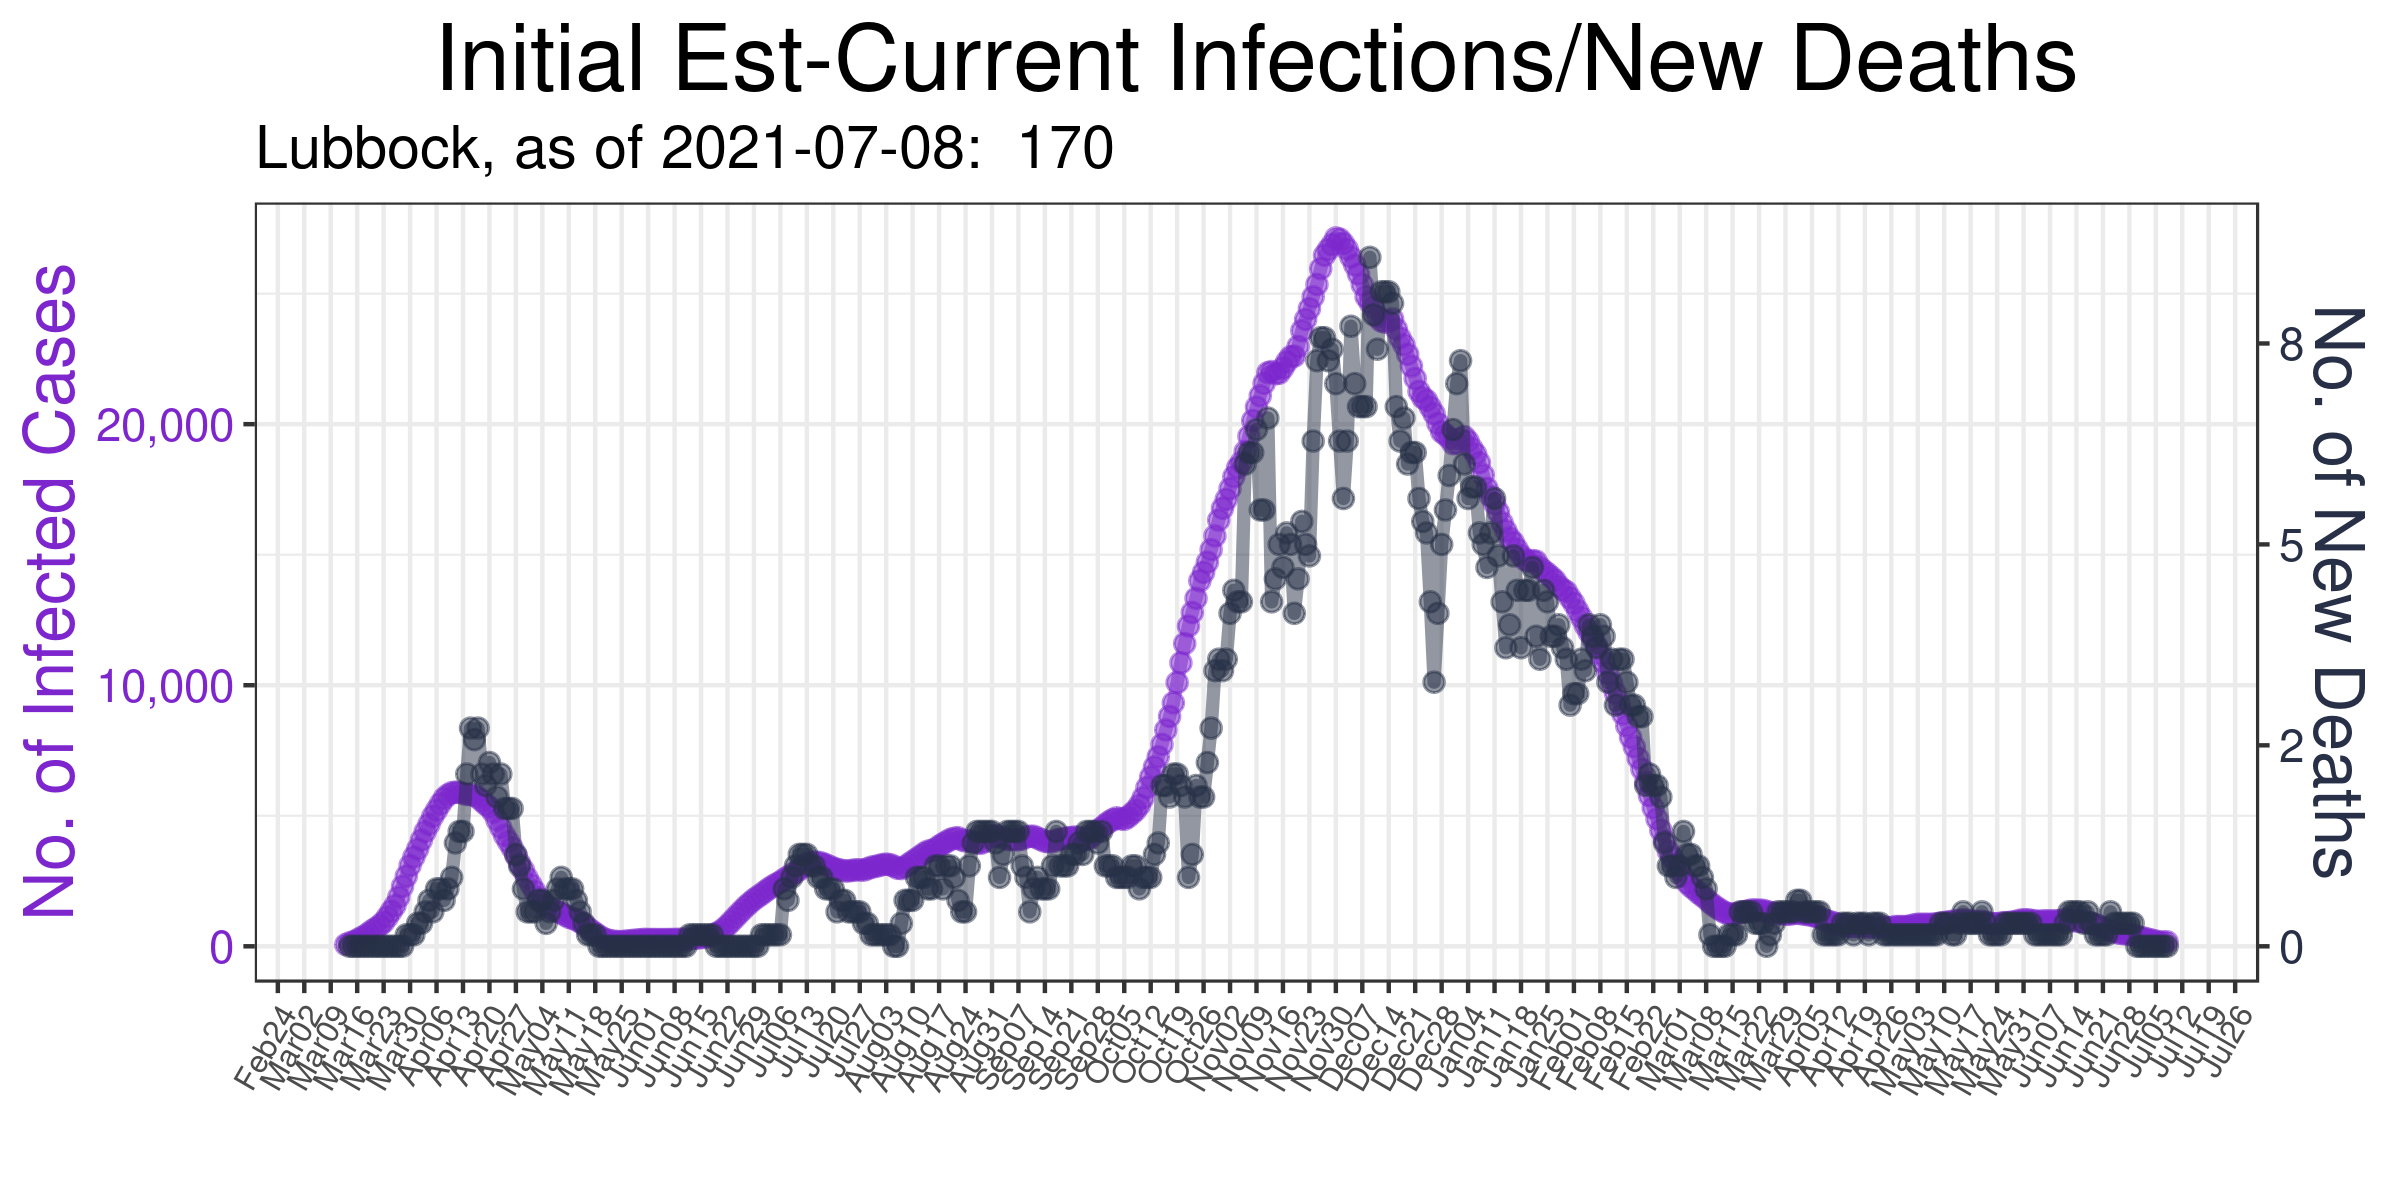 Initial Est-Current Infections/New Deaths
Lubbock, as of 2021-07-08: 170
No. of Infected Cases
20,000
10,000
0
8
5
2
0
No. of New Deaths
Feb24
Mar02
Mar09
Mar16
Mar23
Mar30
Apr06
Apr13
Apr20
Apr27
May04
May11
May18
May25
Jun01
Jun08
Jun15
Jun22
Jun29
Jul06
Jul13
Jul20
Jul27
Aug03
Aug10
Aug17
Aug24
Aug31
Sep07
Sep14
Sep21
Sep28
Oct05
Oct12
Oct19
Oct26
Nov02
Nov09
Nov16
Nov23
Nov30
Dec07
Dec14
Dec21
Dec28
Jan04
Jan11
Jan18
Jan25
Feb01
Feb08
Feb15
Feb22
Mar01
Mar08
Mar15
Mar22
Mar29
Apr05
Apr12
Apr19
Apr26
May03
May10
May17
May24
May31
Jun07
Jun14
Jun21
Jun28
Jul05
Jul12
Jul19
Jul26